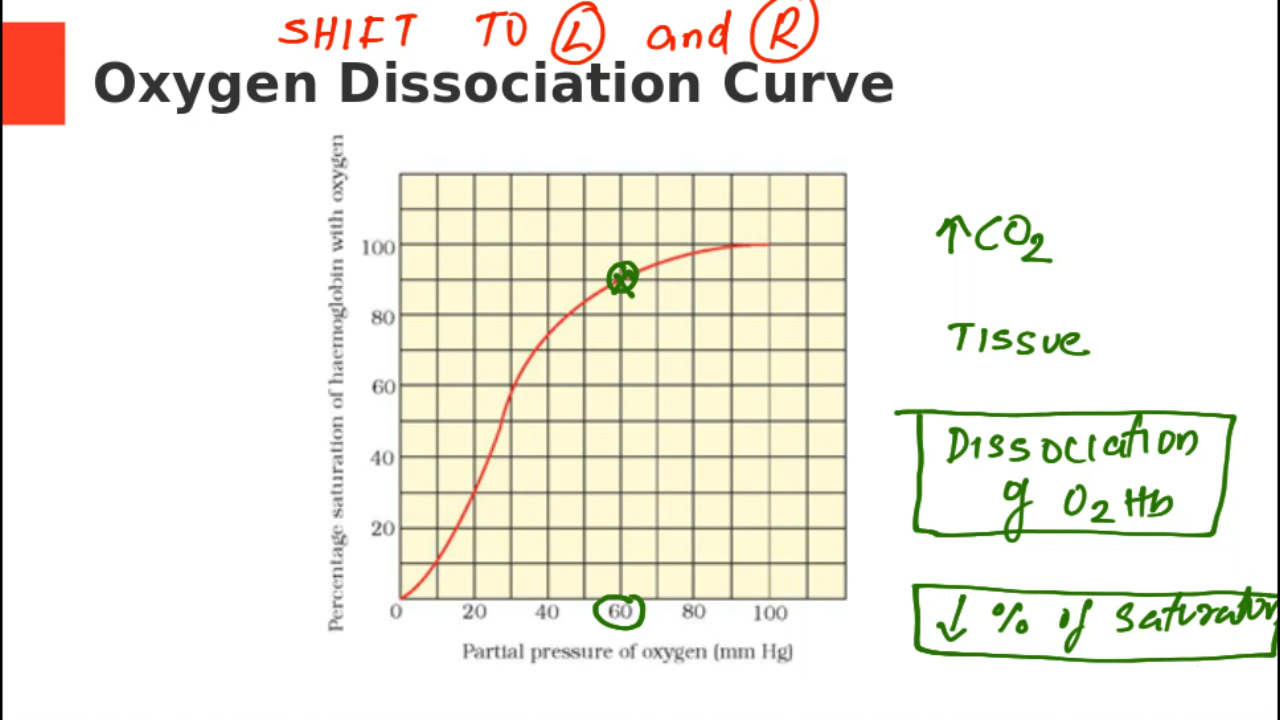 SHIFT TO L and R
Oxygen Dissociation Curve
Percentage saturation of haemoglobin with oxygen
100
80
60
40
20
0 20 40 60 80 100
Partial pressure of oxygen (mm Hg)
↑CO2
Tissue
Dissociation
of O2Hb
↓ % of saturation